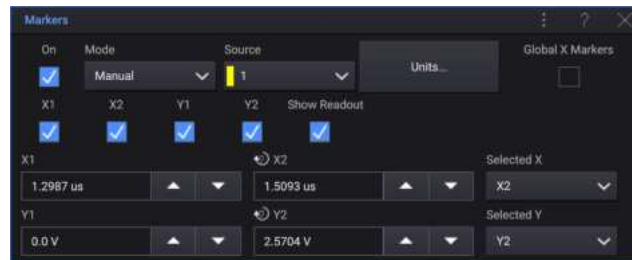 Markers ?
On Mode Source Global X Markers
Manual 1 Units...
X1 X2 Y1 Y2 Show Readout
X1 X2 Selected X
1.2987 us 1.5093 us X2
Y1 Y2 Selected Y
0.0 V 2.5704 V Y2